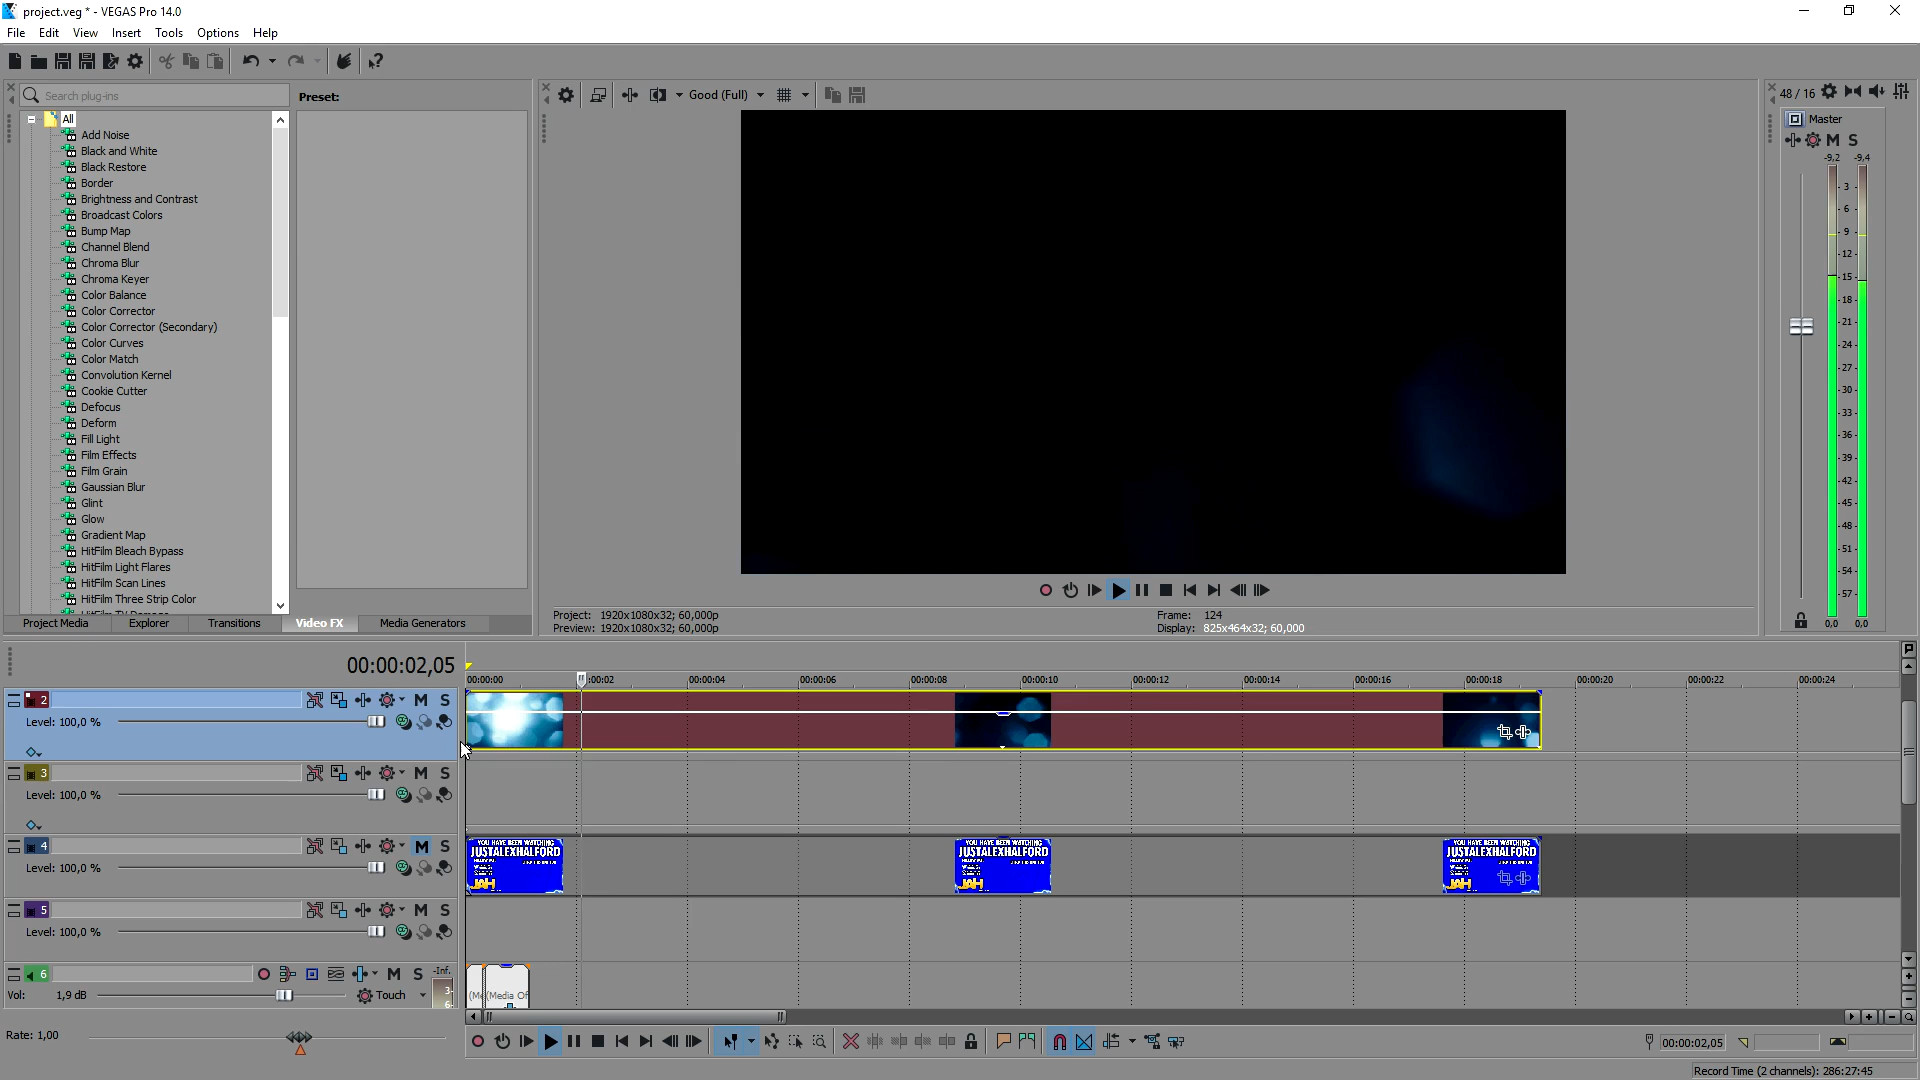 project.veg * - VEGAS Pro 14.0
File Edit View Insert Tools Options Help
Search plug-ins
Preset:
All
Add Noise
Black and White
Black Restore
Border
Brightness and Contrast
Broadcast Colors
Bump Map
Channel Blend
Chroma Blur
Chroma Keyer
Color Balance
Color Corrector
Color Corrector (Secondary)
Color Curves
Color Match
Convolution Kernel
Cookie Cutter
Defocus
Deform
Fill Light
Film Effects
Film Grain
Gaussian Blur
Glint
Glow
Gradient Map
HitFilm Bleach Bypass
HitFilm Light Flares
HitFilm Scan Lines
HitFilm Three Strip Color
Project Media Explorer Transitions Video FX Media Generators
Good (Full)
Project: 1920x1080x32; 60,000p
Preview: 1920x1080x32; 60,000p
Frame: 124
Display: 825x464x32; 60,000
48 / 16
Master
M S
-9,2 -9,4
- 3 -
- 6 -
- 9 -
-12-
-15-
-18-
-21-
-24-
-27-
-30-
-33-
-36-
-39-
-42-
-45-
-48-
-51-
-54-
-57-
0,0 0,0
00:00:02,05
00:00:00 :00:02 00:00:04 00:00:06 00:00:08 00:00:10 00:00:12 00:00:14 00:00:16 00:00:18 00:00:20 00:00:22 00:00:24
2 M S
Level: 100,0 %
3 M S
Level: 100,0 %
4 M S
Level: 100,0 %
YOU HAVE BEEN WATCHING
JUSTALEXHALFORD
JAH
YOU HAVE BEEN WATCHING
JUSTALEXHALFORD
JAH
YOU HAVE BEEN WATCHING
JUSTALEXHALFORD
JAH
5 M S
Level: 100,0 %
6 M S -Inf.
Vol: 1,9 dB Touch 3-
6-
(Me (Media Of
Rate: 1,00
00:00:02,05
Record Time (2 channels): 286:27:45